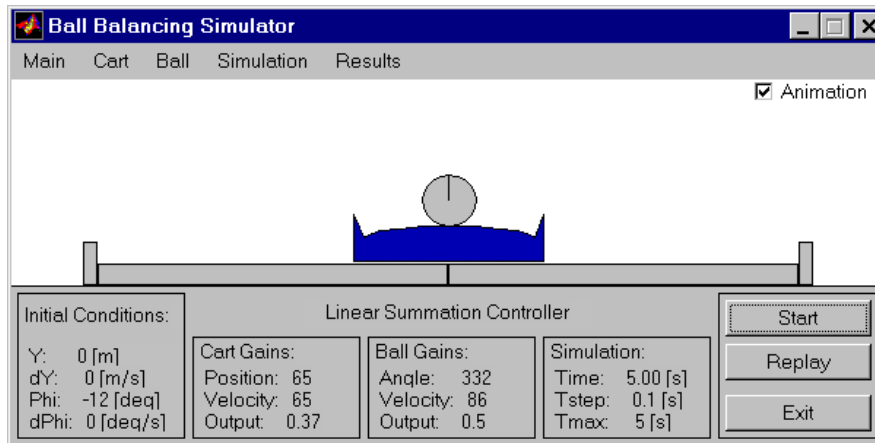 Ball Balancing Simulator
Main Cart Ball Simulation Results
Animation
Initial Conditions:
Y: 0 [m]
dY: 0 [m/s]
Phi: -12 [deg]
dPhi: 0 [deg/s]
Linear Summation Controller
Cart Gains:
Position: 65
Velocity: 65
Output: 0.37
Ball Gains:
Angle: 332
Velocity: 86
Output: 0.5
Simulation:
Time: 5.00 [s]
Tstep: 0.1 [s]
Tmax: 5 [s]
Start
Replay
Exit